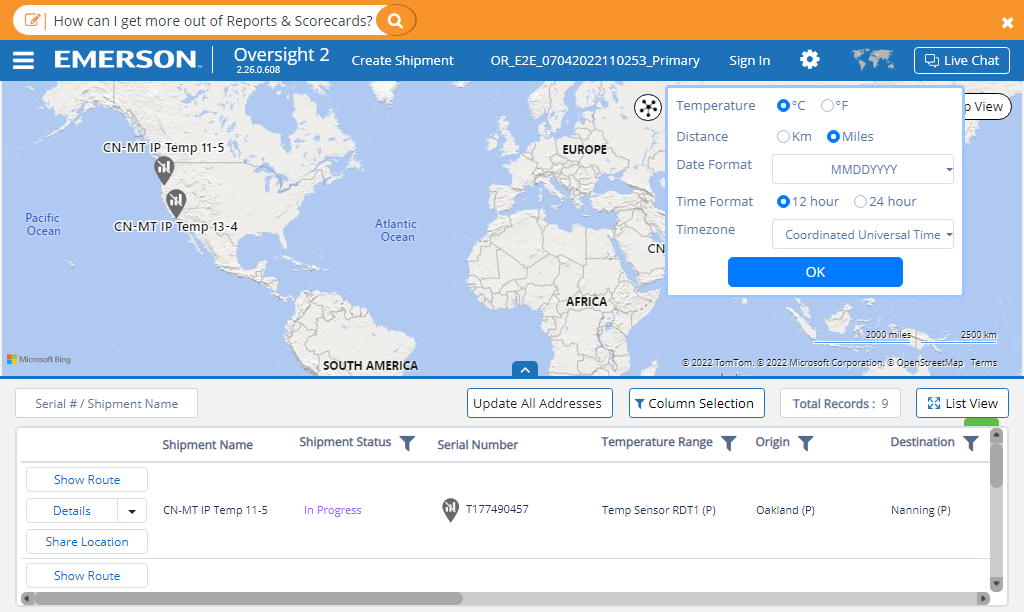 How can I get more out of Reports & Scorecards?
EMERSON
Oversight 2
2.26.0.608
Create Shipment
OR_E2E_07042022110253_Primary
Sign In
Live Chat
p View
Temperature °C °F
Distance Km Miles
Date Format MMDDYYYY
Time Format 12 hour 24 hour
Timezone Coordinated Universal Time
OK
CN-MT IP Temp 11-5
CN-MT IP Temp 13-4
Pacific
Ocean
Atlantic
Ocean
EUROPE
CN
AFRICA
SOUTH AMERICA
2000 miles 2500 km
Microsoft Bing
© 2022 TomTom, © 2022 Microsoft Corporation, © OpenStreetMap Terms
Serial # / Shipment Name
Update All Addresses
Column Selection
Total Records : 9
List View
Shipment Name Shipment Status Serial Number Temperature Range Origin Destination
Show Route
Details CN-MT IP Temp 11-5 In Progress T177490457 Temp Sensor RDT1 (P) Oakland (P) Nanning (P)
Share Location
Show Route